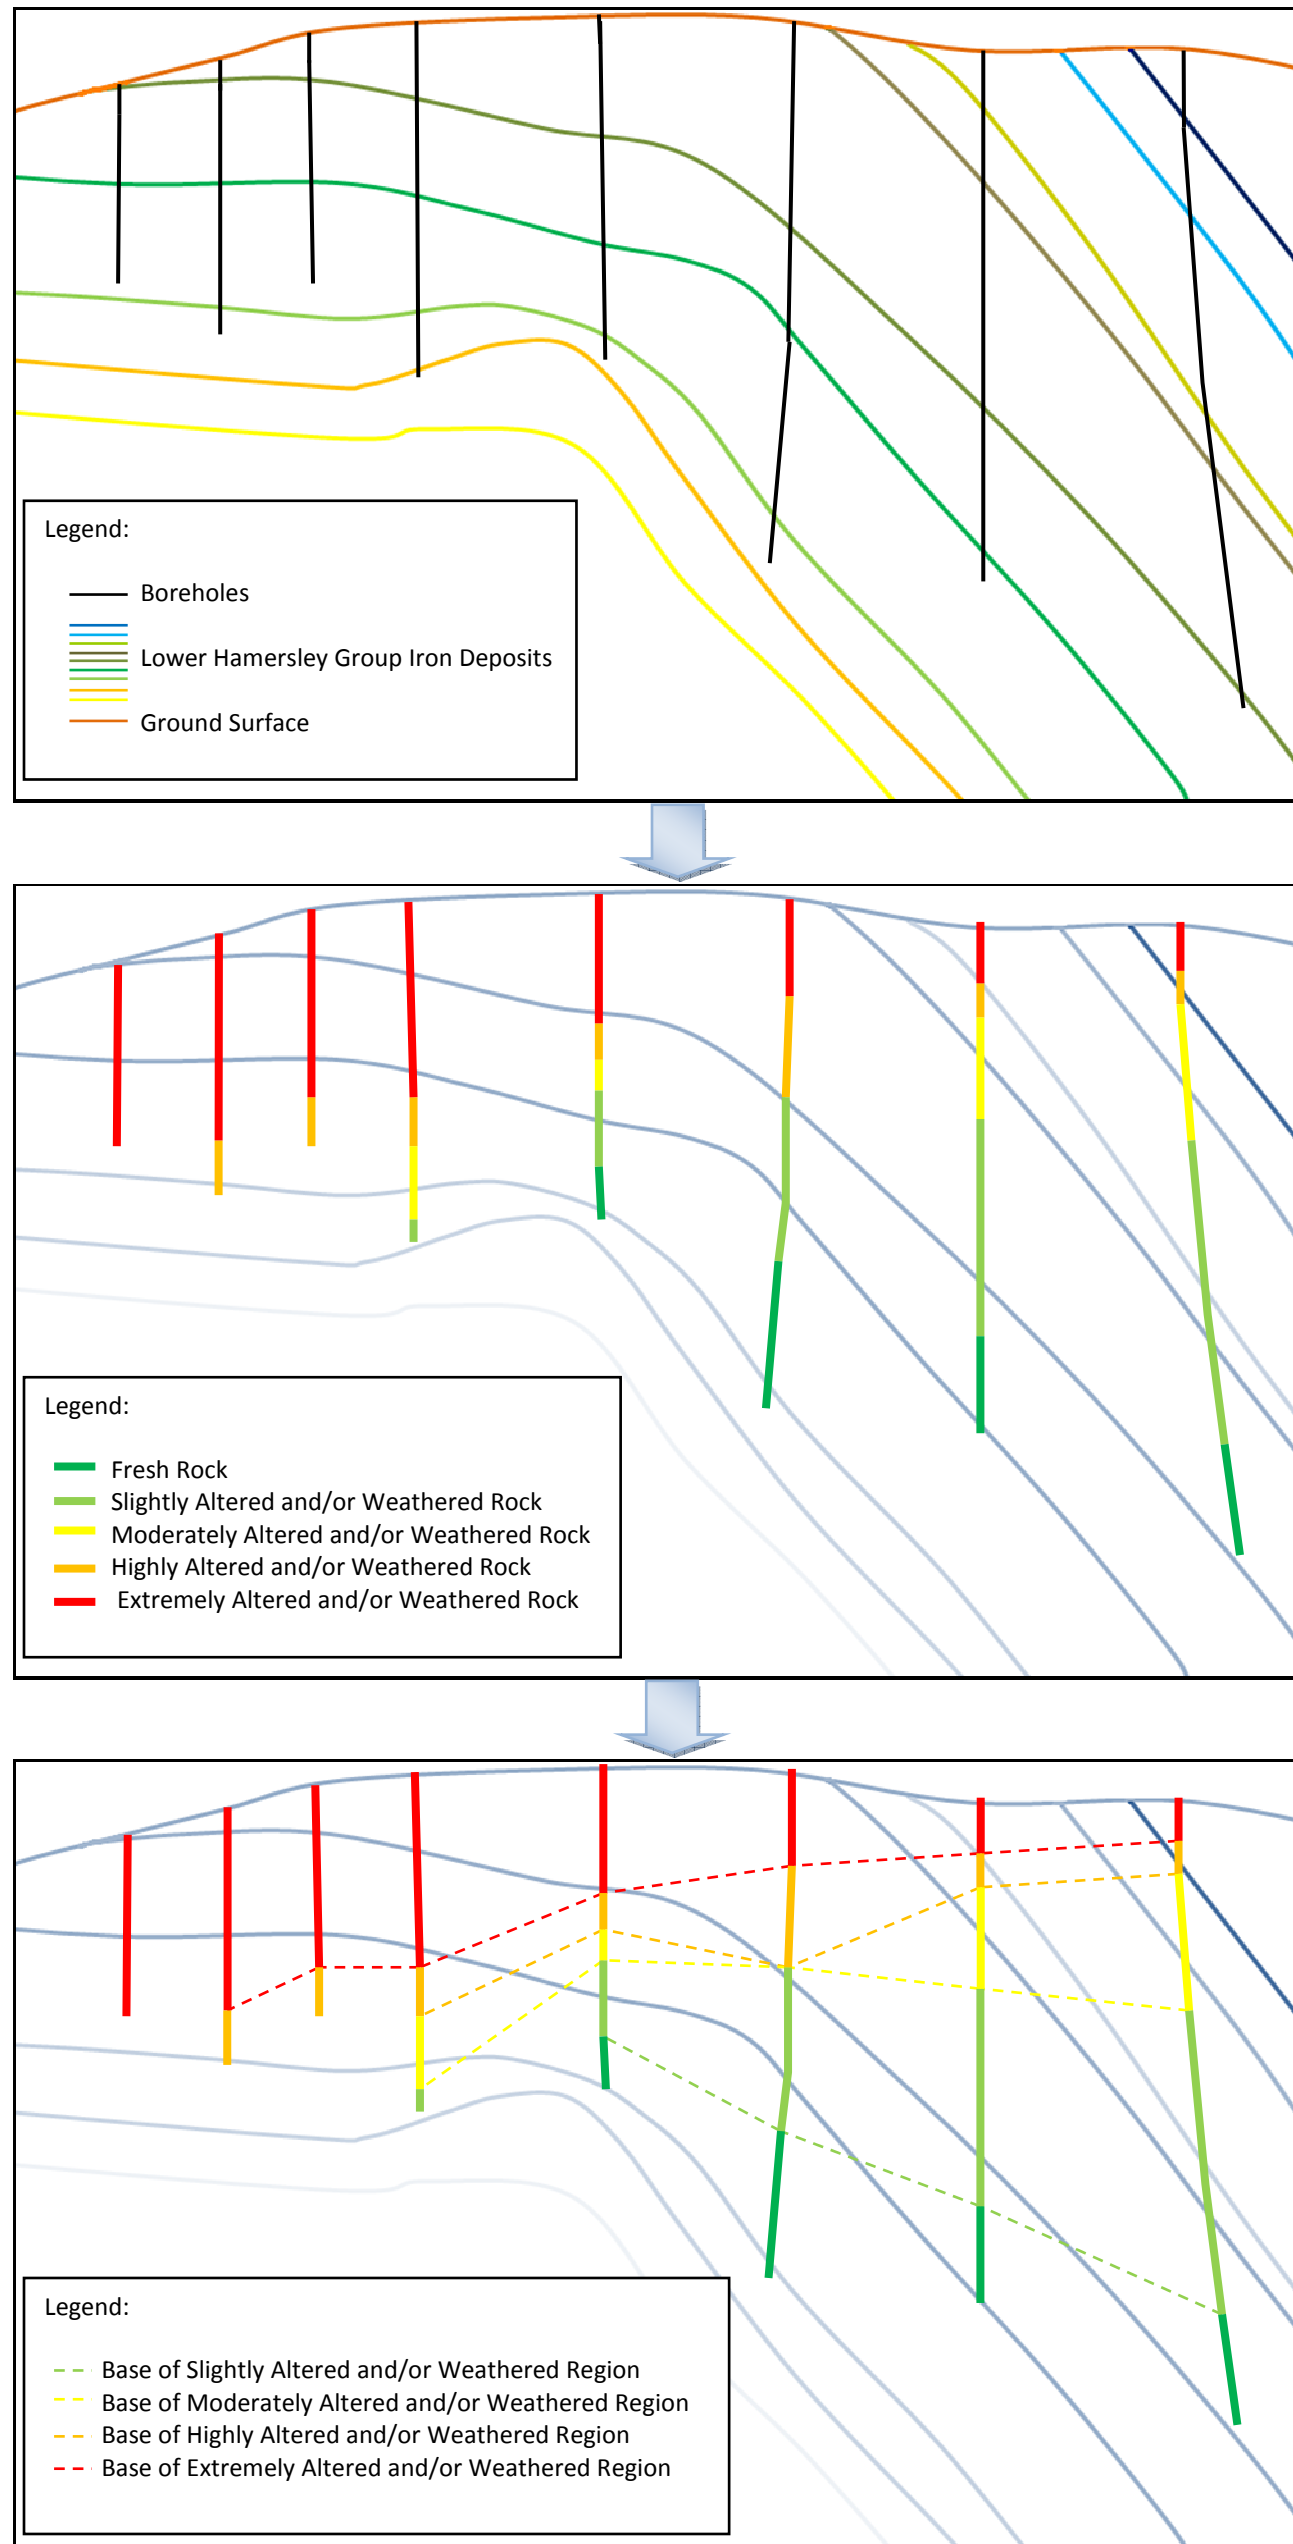 Legend:
Boreholes
Lower Hamersley Group Iron Deposits
Ground Surface
Legend:
Fresh Rock
Slightly Altered and/or Weathered Rock
Moderately Altered and/or Weathered Rock
Highly Altered and/or Weathered Rock
Extremely Altered and/or Weathered Rock
Legend:
Base of Slightly Altered and/or Weathered Region
Base of Moderately Altered and/or Weathered Region
Base of Highly Altered and/or Weathered Region
Base of Extremely Altered and/or Weathered Region